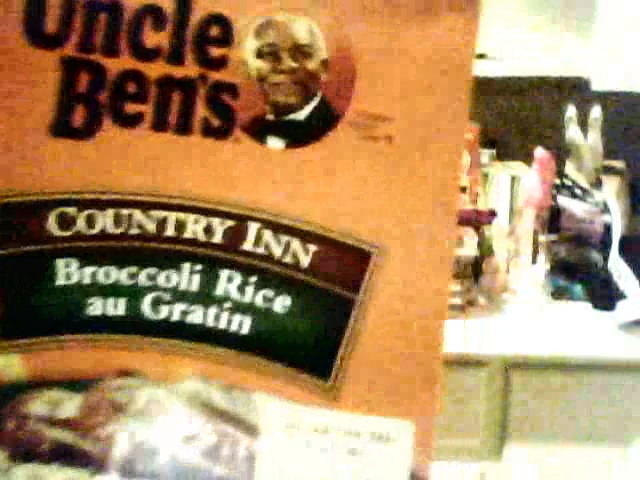 Uncle
Ben's
COUNTRY INN
Broccoli Rice
au Gratin